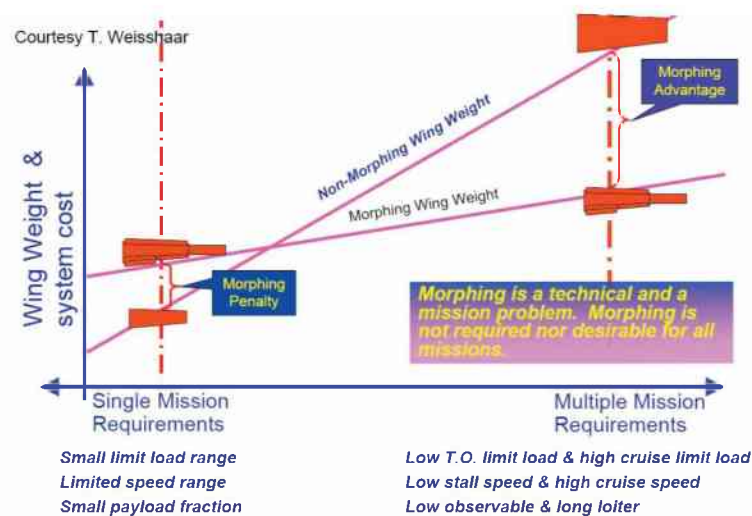 Courtesy T. Weisshaar
Morphing
Advantage
Non-Morphing Wing Weight
Morphing Wing Weight
Wing Weight &
system cost
Morphing
Penalty
Morphing is a technical and a
mission problem. Morphing is
not required nor desirable for all
missions.
Single Mission
Requirements
Multiple Mission
Requirements
Small limit load range
Limited speed range
Small payload fraction
Low T.O. limit load & high cruise limit load
Low stall speed & high cruise speed
Low observable & long loiter